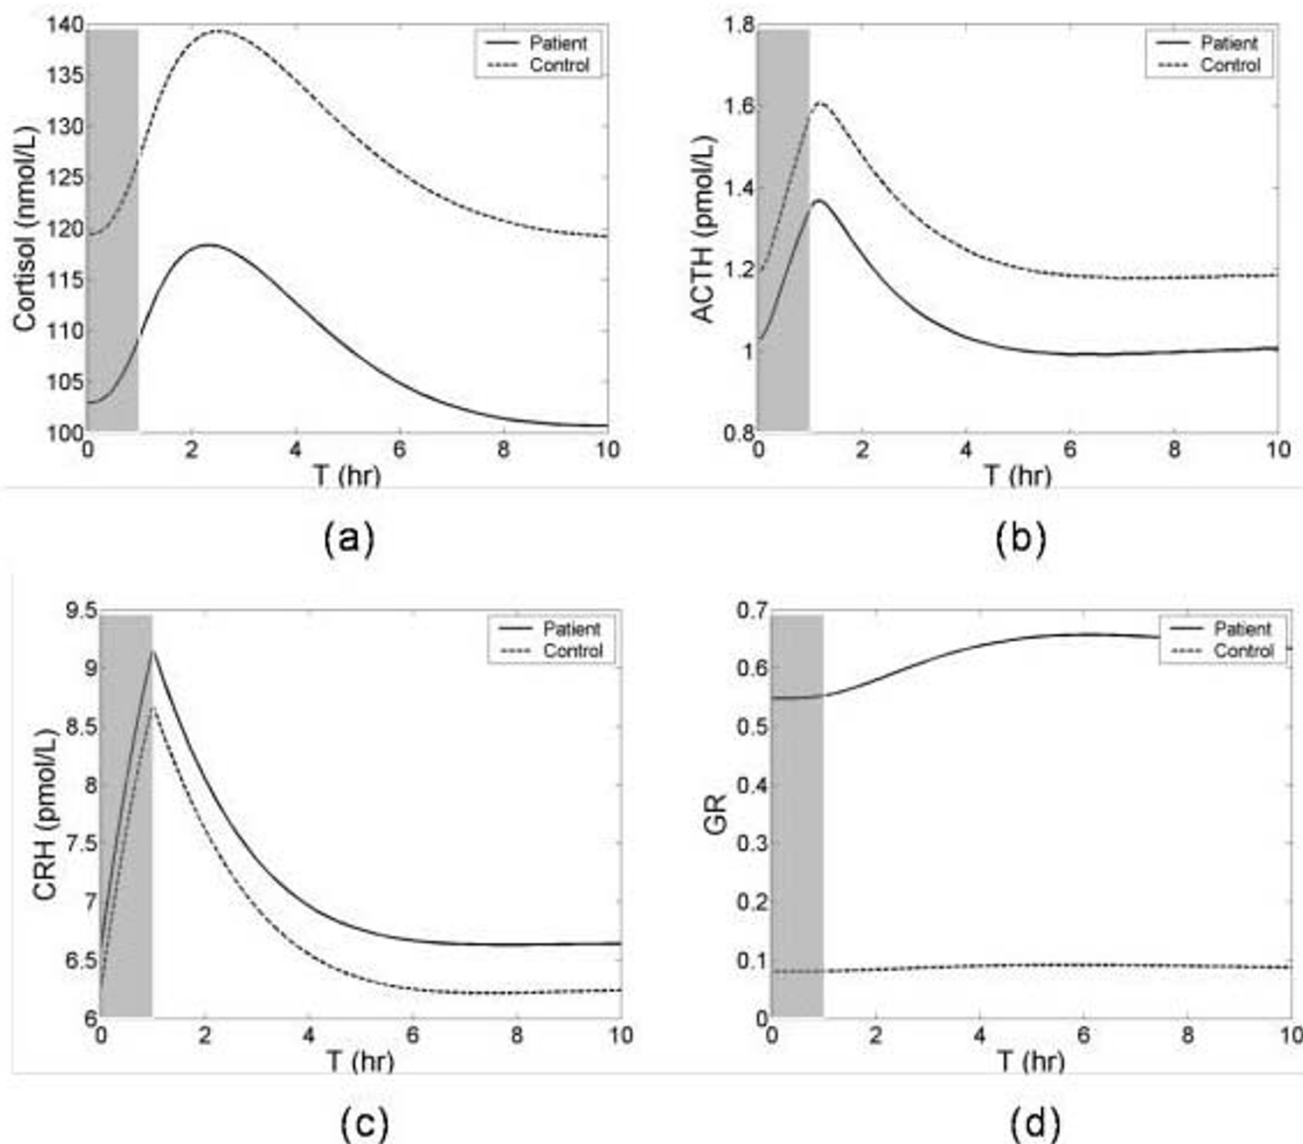 Cortisol (nmol/L)
140
135
130
125
120
115
110
105
100
0 2 4 6 8 10
T (hr)
Patient
Control
(a)
ACTH (pmol/L)
1.8
1.6
1.4
1.2
1
0.8
0 2 4 6 8 10
T (hr)
Patient
Control
(b)
CRH (pmol/L)
9.5
9
8.5
8
7.5
7
6.5
6
0 2 4 6 8 10
T (hr)
Patient
Control
(c)
GR
0.7
0.6
0.5
0.4
0.3
0.2
0.1
0
0 2 4 6 8 10
T (hr)
Patient
Control
(d)